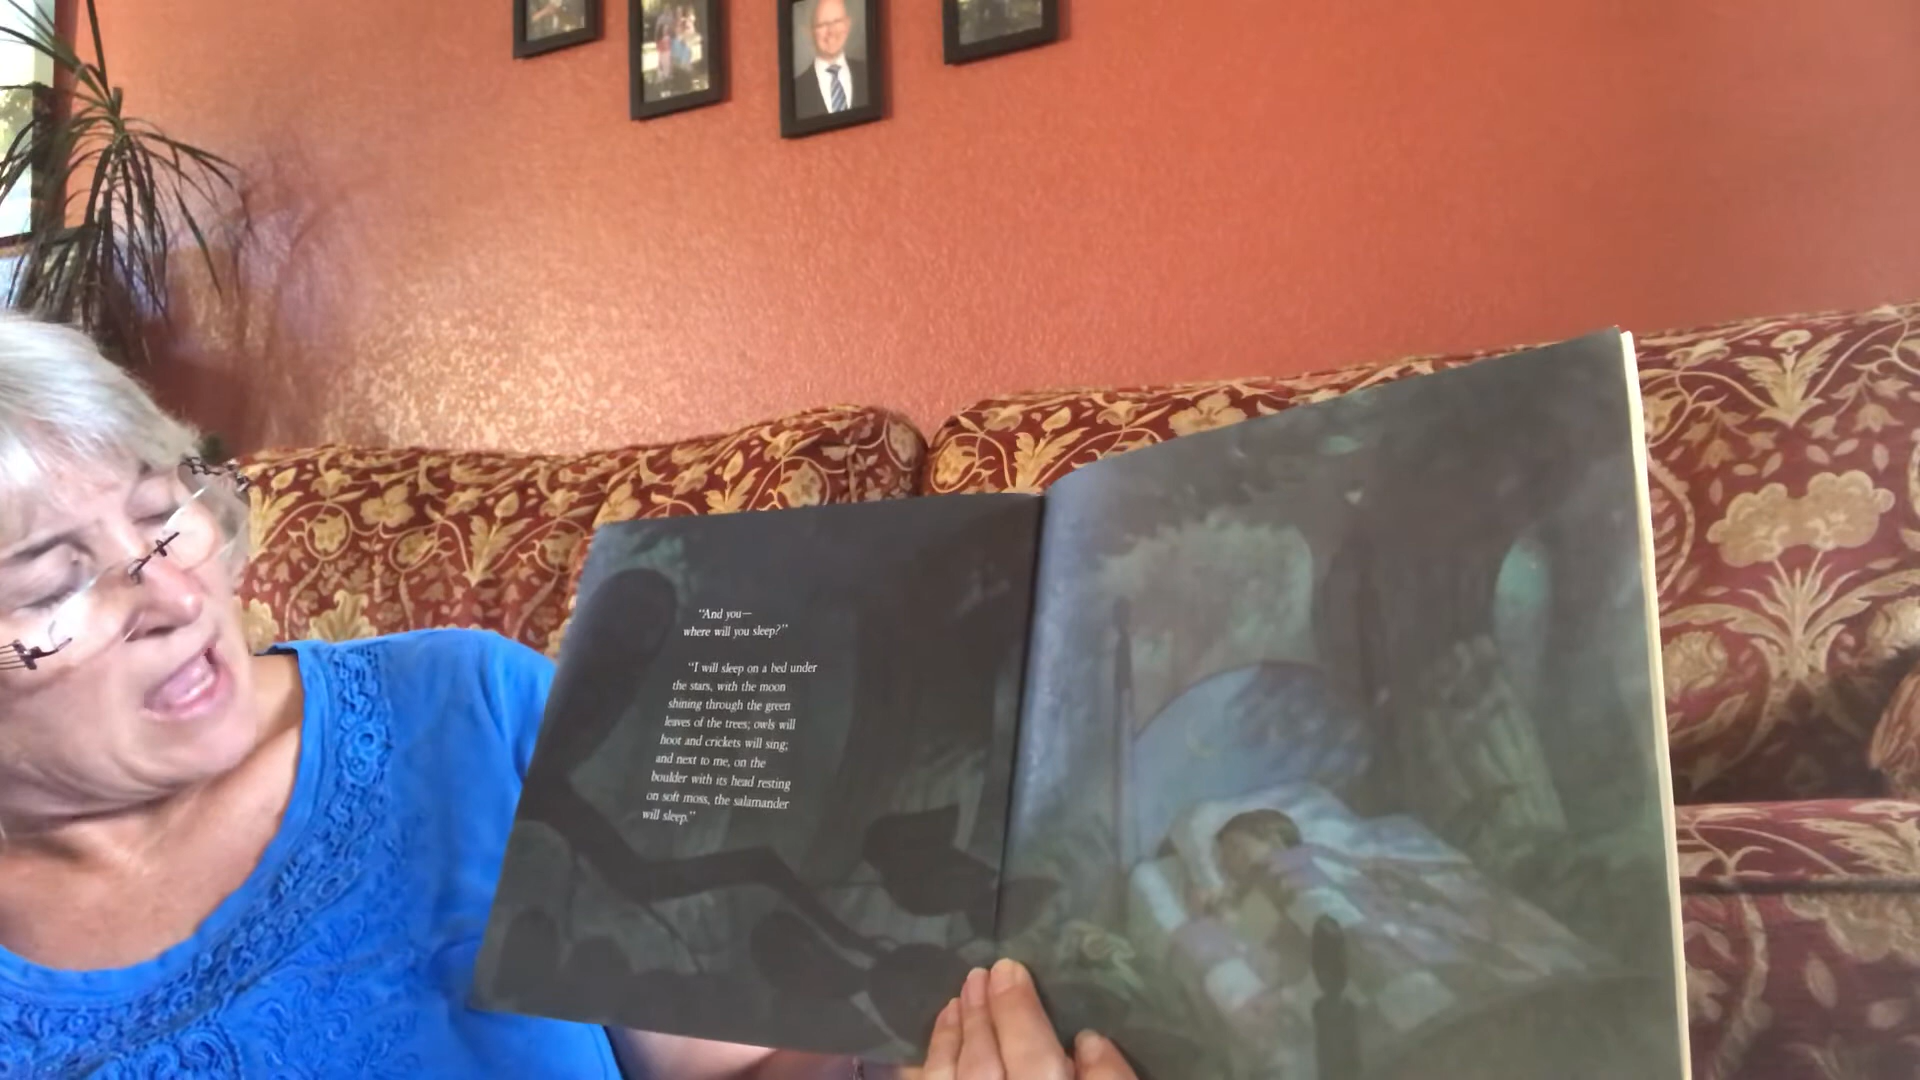 “And you—
where will you sleep?”
“I will sleep on a bed under
the stars, with the moon
shining through the green
leaves of the trees; owls will
hoot and crickets will sing;
and next to me, on the
boulder with its head resting
on soft moss, the salamander
will sleep.”